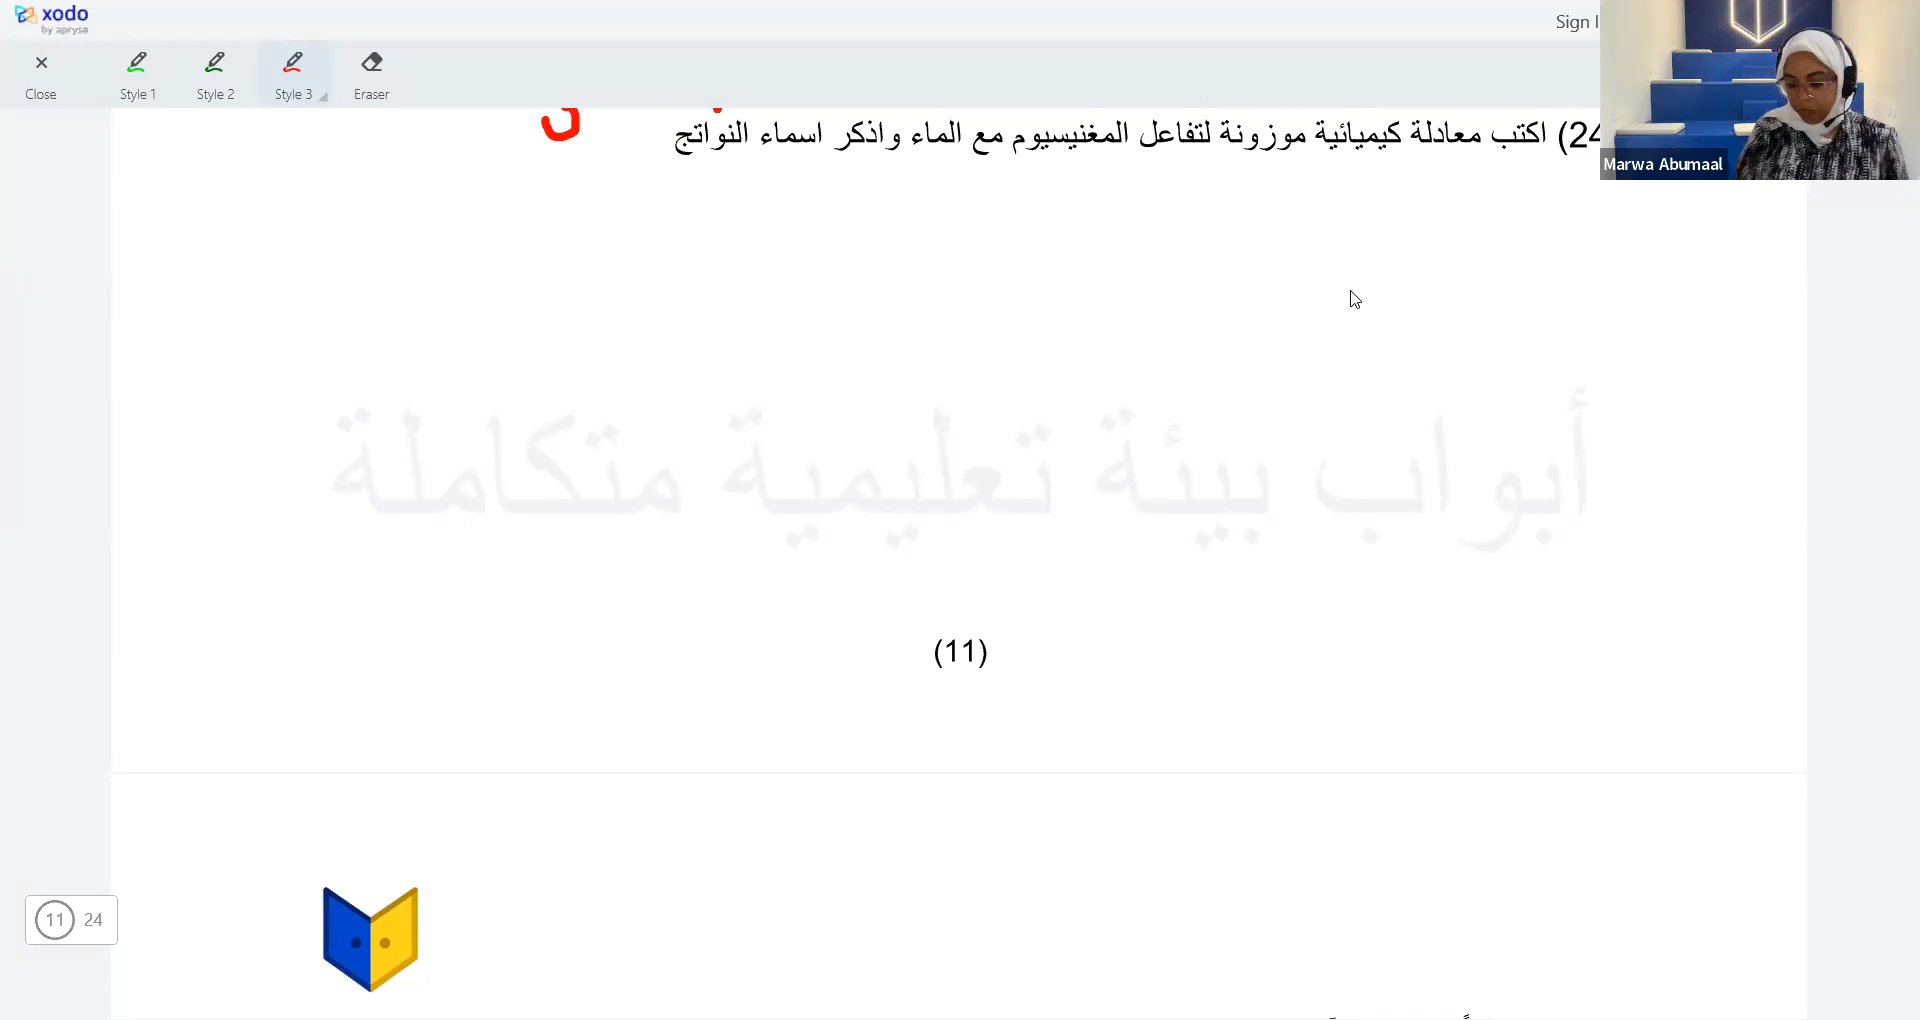 xodo
by apryse
Sign I
Close
Style 1
Style 2
Style 3
Eraser
24) اكتب معادلة كيميائية موزونة لتفاعل المغنيسيوم مع الماء واذكر اسماء النواتج
Marwa Abumaal
أبواب بيئة تعليمية متكاملة
(11)
11 24